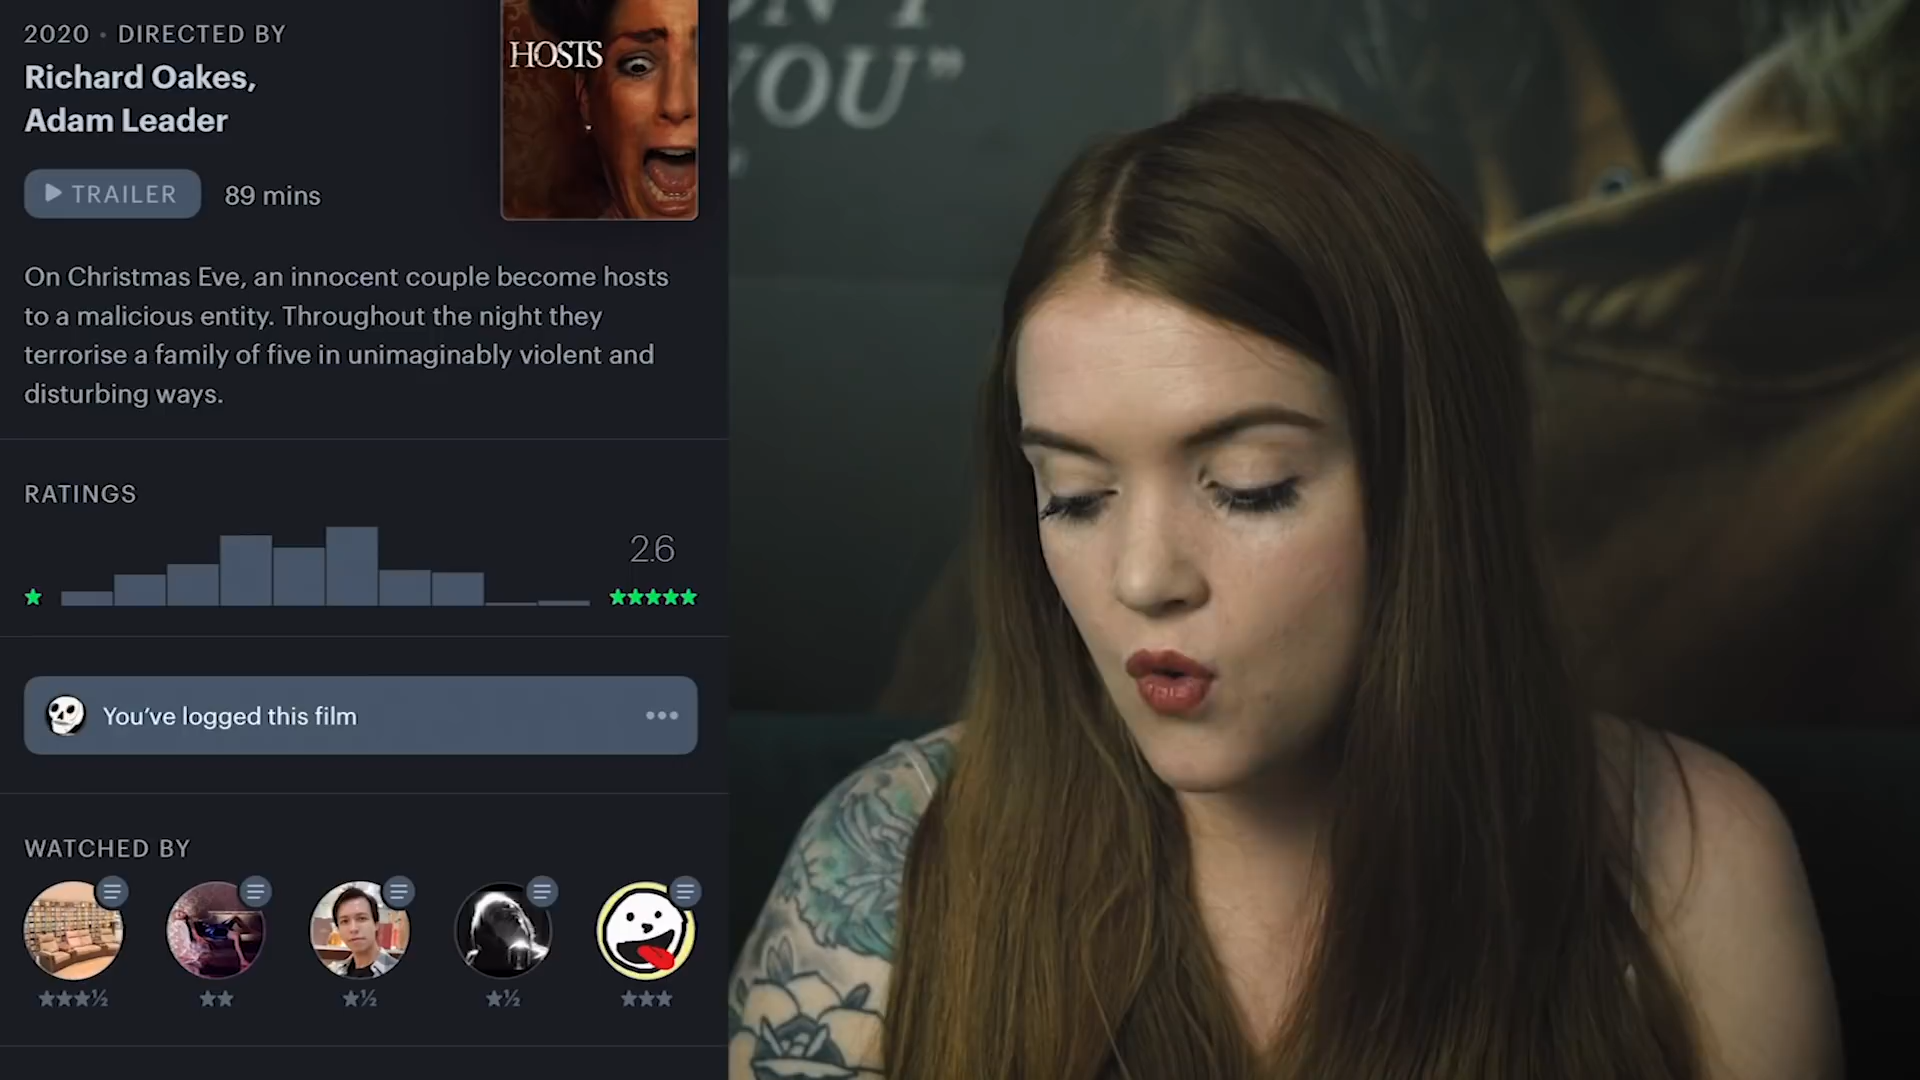 2020 • DIRECTED BY
Richard Oakes,
Adam Leader
HOSTS
TRAILER
89 mins
On Christmas Eve, an innocent couple become hosts
to a malicious entity. Throughout the night they
terrorise a family of five in unimaginably violent and
disturbing ways.
RATINGS
2.6
You've logged this film
WATCHED BY
YOU”